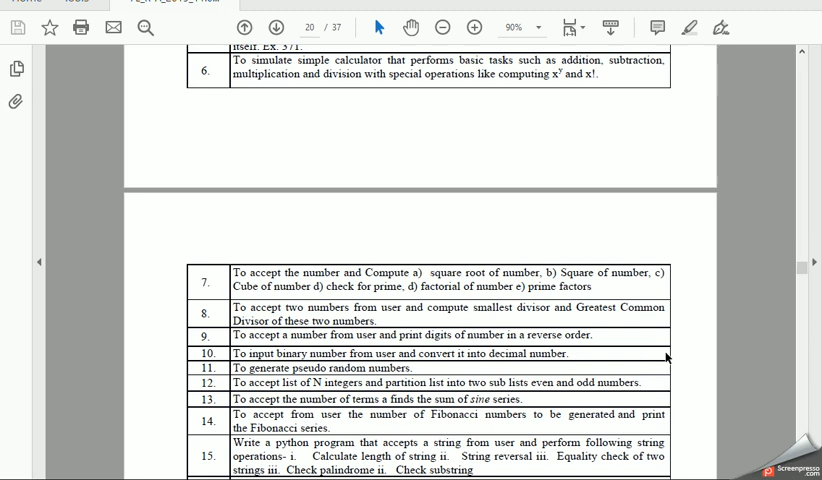 20 / 37
90%
itself. Ex. 371.
6. To simulate simple calculator that performs basic tasks such as addition, subtraction,
multiplication and division with special operations like computing xʸ and x!.
7. To accept the number and Compute a) square root of number, b) Square of number, c)
Cube of number d) check for prime, d) factorial of number e) prime factors
8. To accept two numbers from user and compute smallest divisor and Greatest Common
Divisor of these two numbers.
9. To accept a number from user and print digits of number in a reverse order.
10. To input binary number from user and convert it into decimal number.
11. To generate pseudo random numbers.
12. To accept list of N integers and partition list into two sub lists even and odd numbers.
13. To accept the number of terms a finds the sum of sine series.
14. To accept from user the number of Fibonacci numbers to be generated and print
the Fibonacci series.
15. Write a python program that accepts a string from user and perform following string
operations- i. Calculate length of string ii. String reversal iii. Equality check of two
strings iii. Check palindrome ii. Check substring
Screenpresso